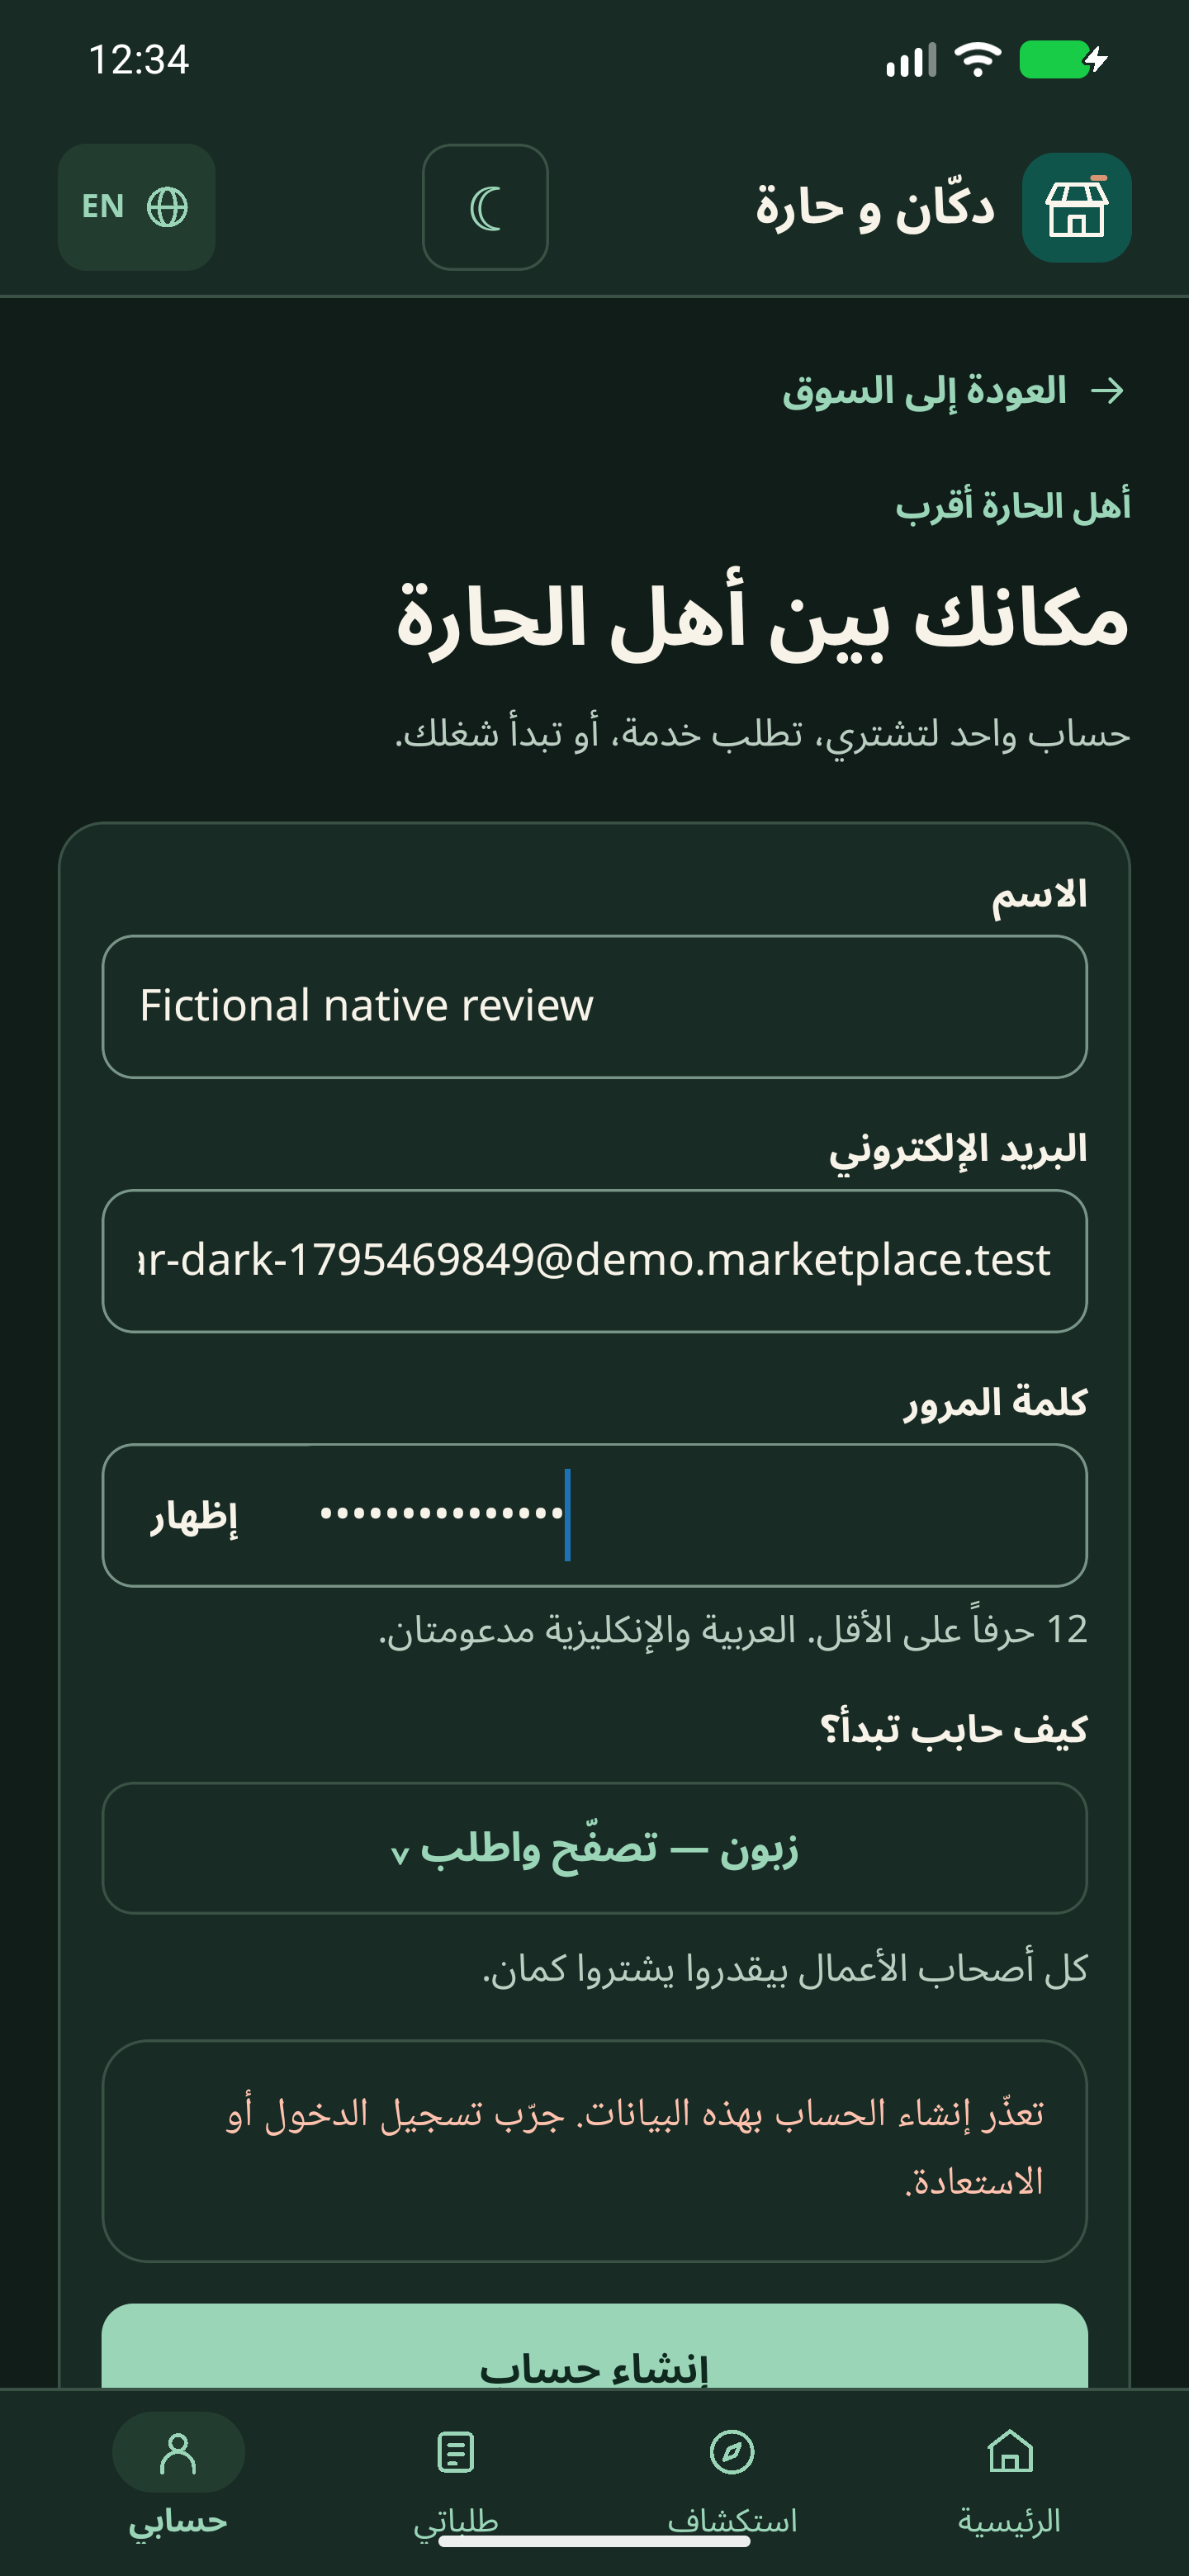 12:34
دكّان و حارة
EN
العودة إلى السوق
أهل الحارة أقرب
مكانك بين أهل الحارة
حساب واحد لتشتري، تطلب خدمة، أو تبدأ شغلك.
الاسم
Fictional native review
البريد الإلكتروني
ar-dark-1795469849@demo.marketplace.test
كلمة المرور
إظهار
12 حرفاً على الأقل. العربية والإنكليزية مدعومتان.
كيف حابب تبدأ؟
زبون — تصفّح واطلب
كل أصحاب الأعمال بيقدروا يشتروا كمان.
تعذّر إنشاء الحساب بهذه البيانات. جرّب تسجيل الدخول أو
الاستعادة.
إنشاء حساب
الرئيسية
استكشاف
طلباتي
حسابي